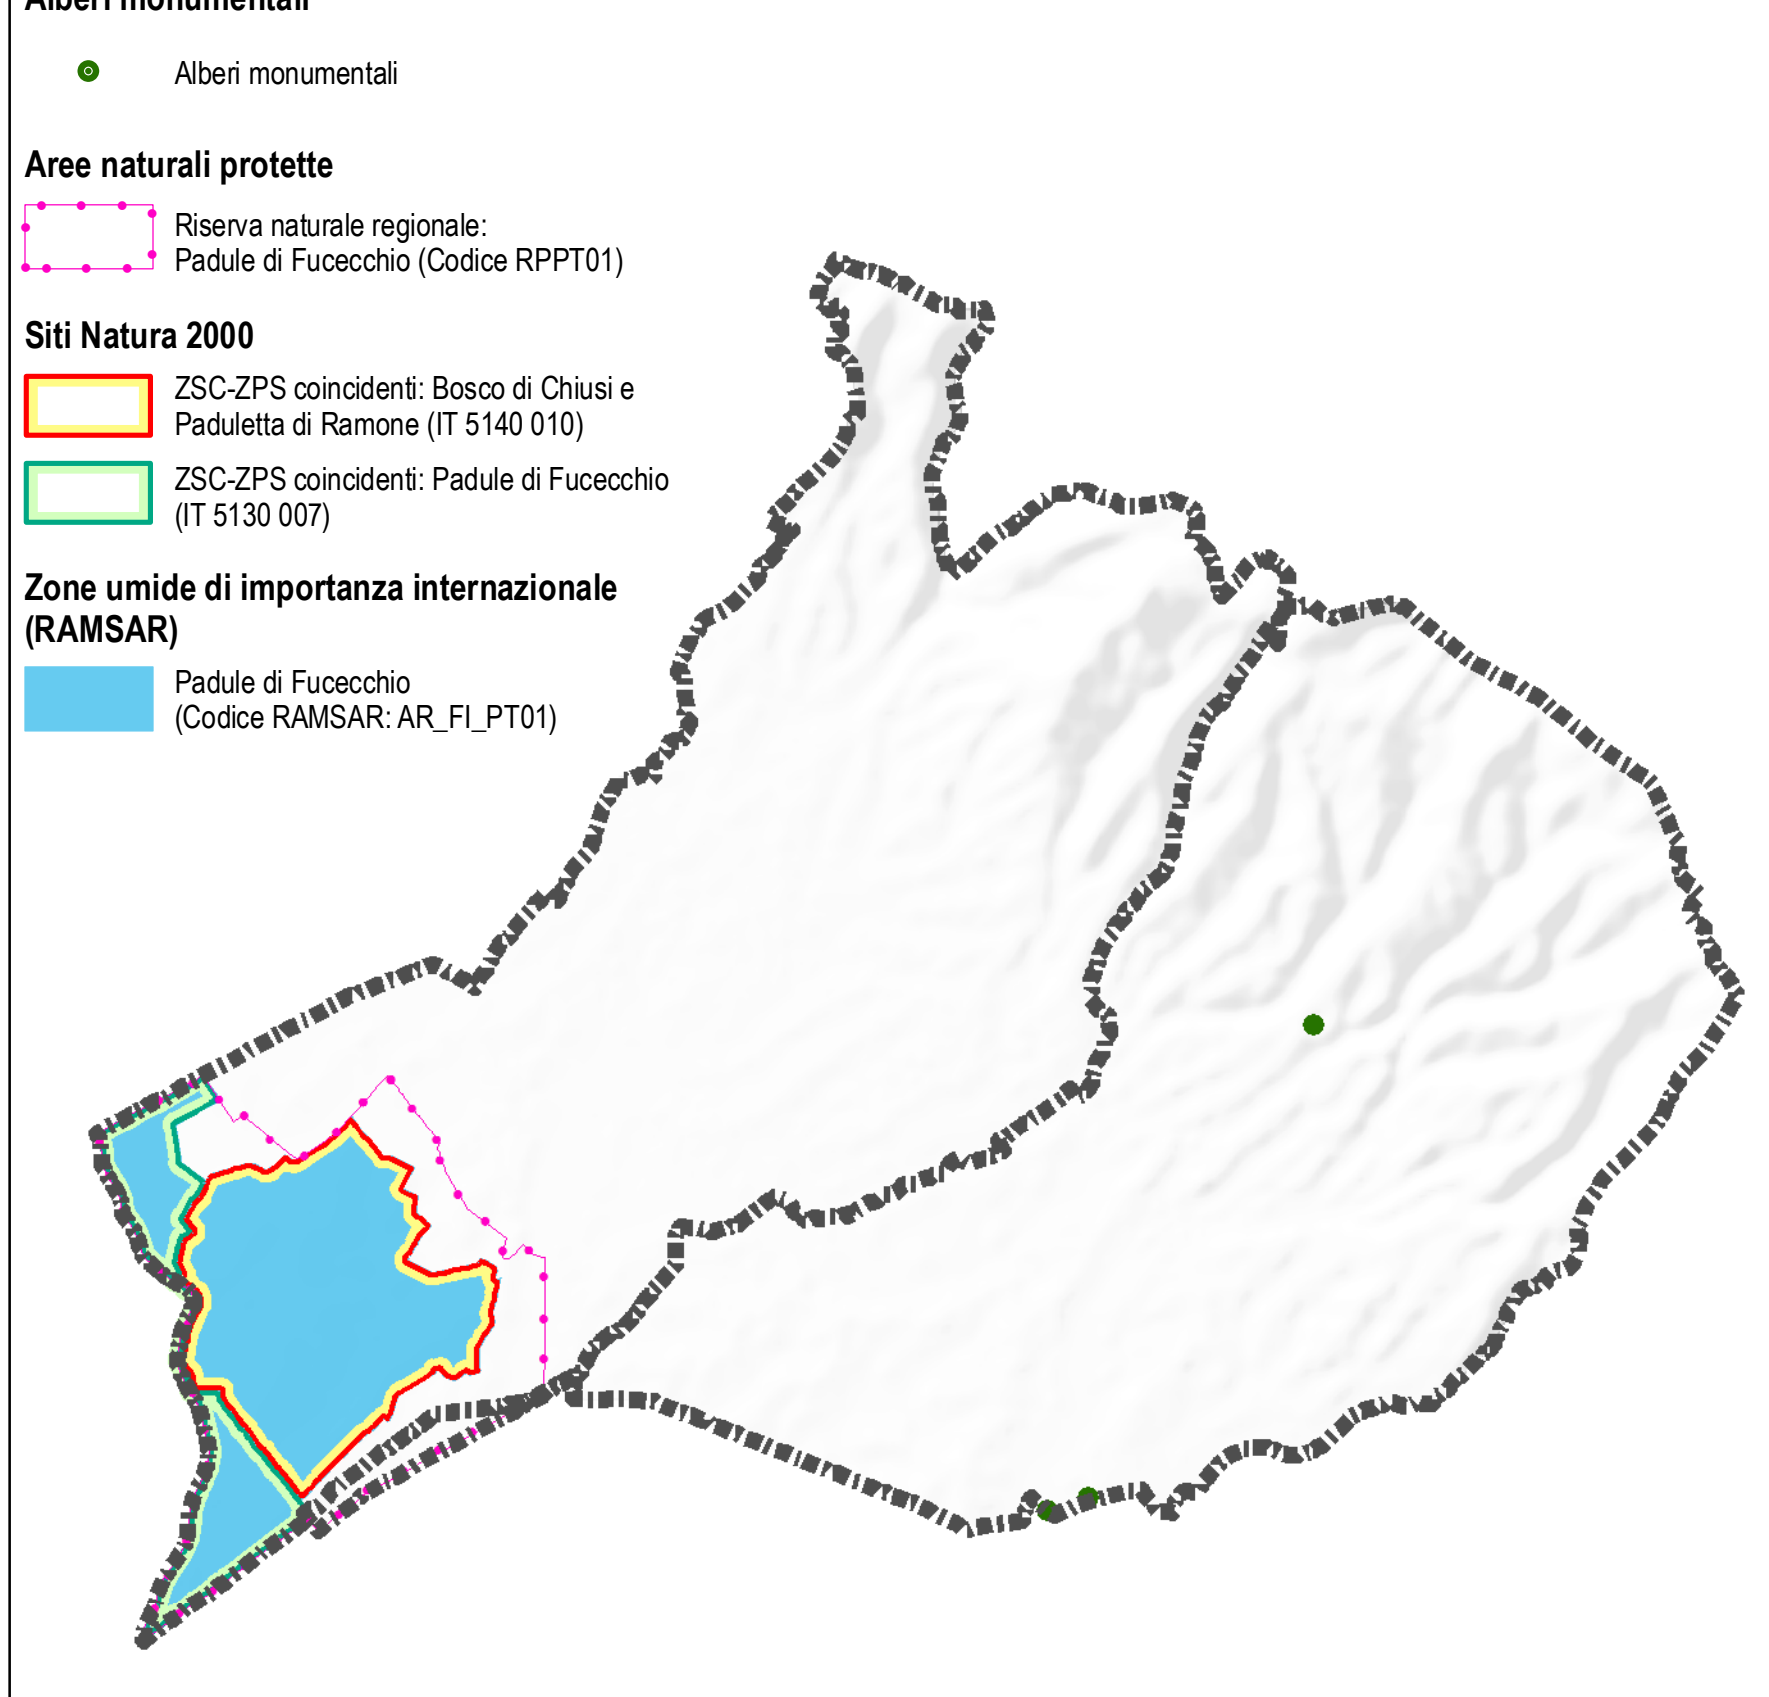 Alberi monumentali
Alberi monumentali
Aree naturali protette
Riserva naturale regionale:
Padule di Fucecchio (Codice RPPT01)
Siti Natura 2000
ZSC-ZPS coincidenti: Bosco di Chiusi e
Paduletta di Ramone (IT 5140 010)
ZSC-ZPS coincidenti: Padule di Fucecchio
(IT 5130 007)
Zone umide di importanza internazionale
(RAMSAR)
Padule di Fucecchio
(Codice RAMSAR: AR_FI_PT01)